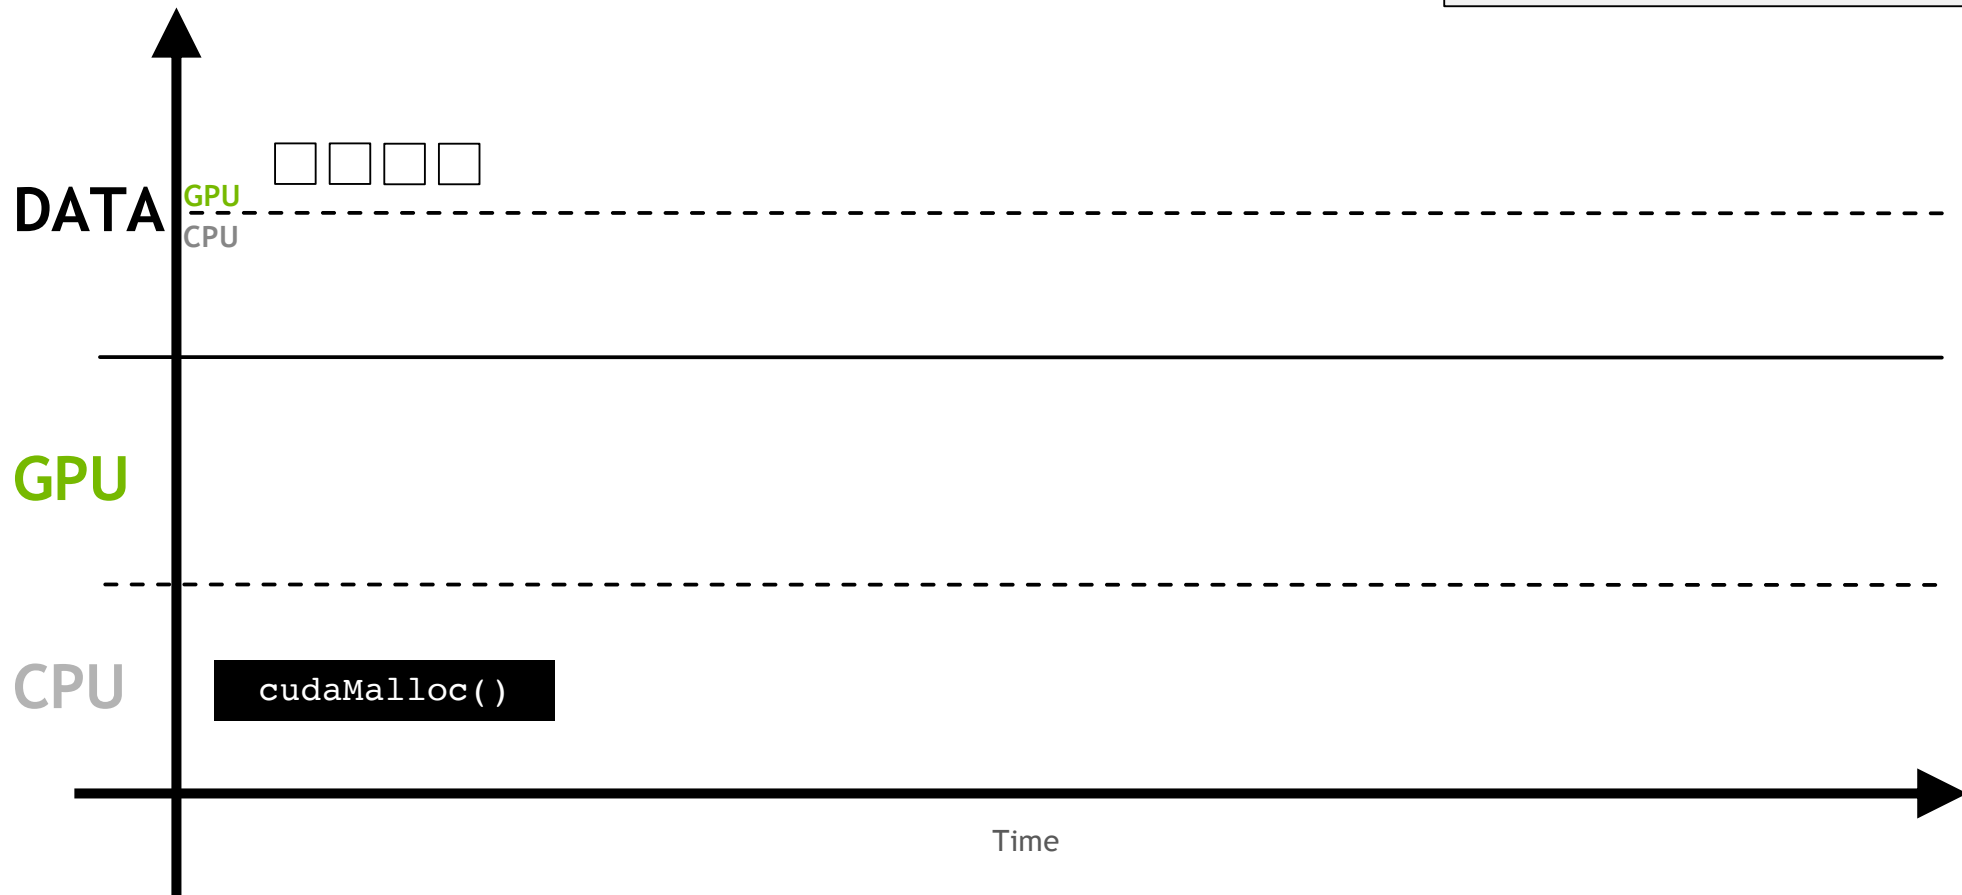 DATA
GPU
CPU
GPU
CPU
cudaMalloc()
Time